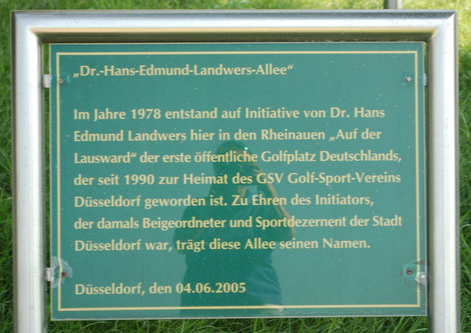 „Dr.-Hans-Edmund-Landwers-Allee“
Im Jahre 1978 entstand auf Initiative von Dr. Hans
Edmund Landwers hier in den Rheinauen „Auf der
Lausward“ der erste öffentliche Golfplatz Deutschlands,
der seit 1990 zur Heimat des GSV Golf-Sport-Vereins
Düsseldorf geworden ist. Zu Ehren des Initiators,
der damals Beigeordneter und Sportdezernent der Stadt
Düsseldorf war, trägt diese Allee seinen Namen.
Düsseldorf, den 04.06.2005